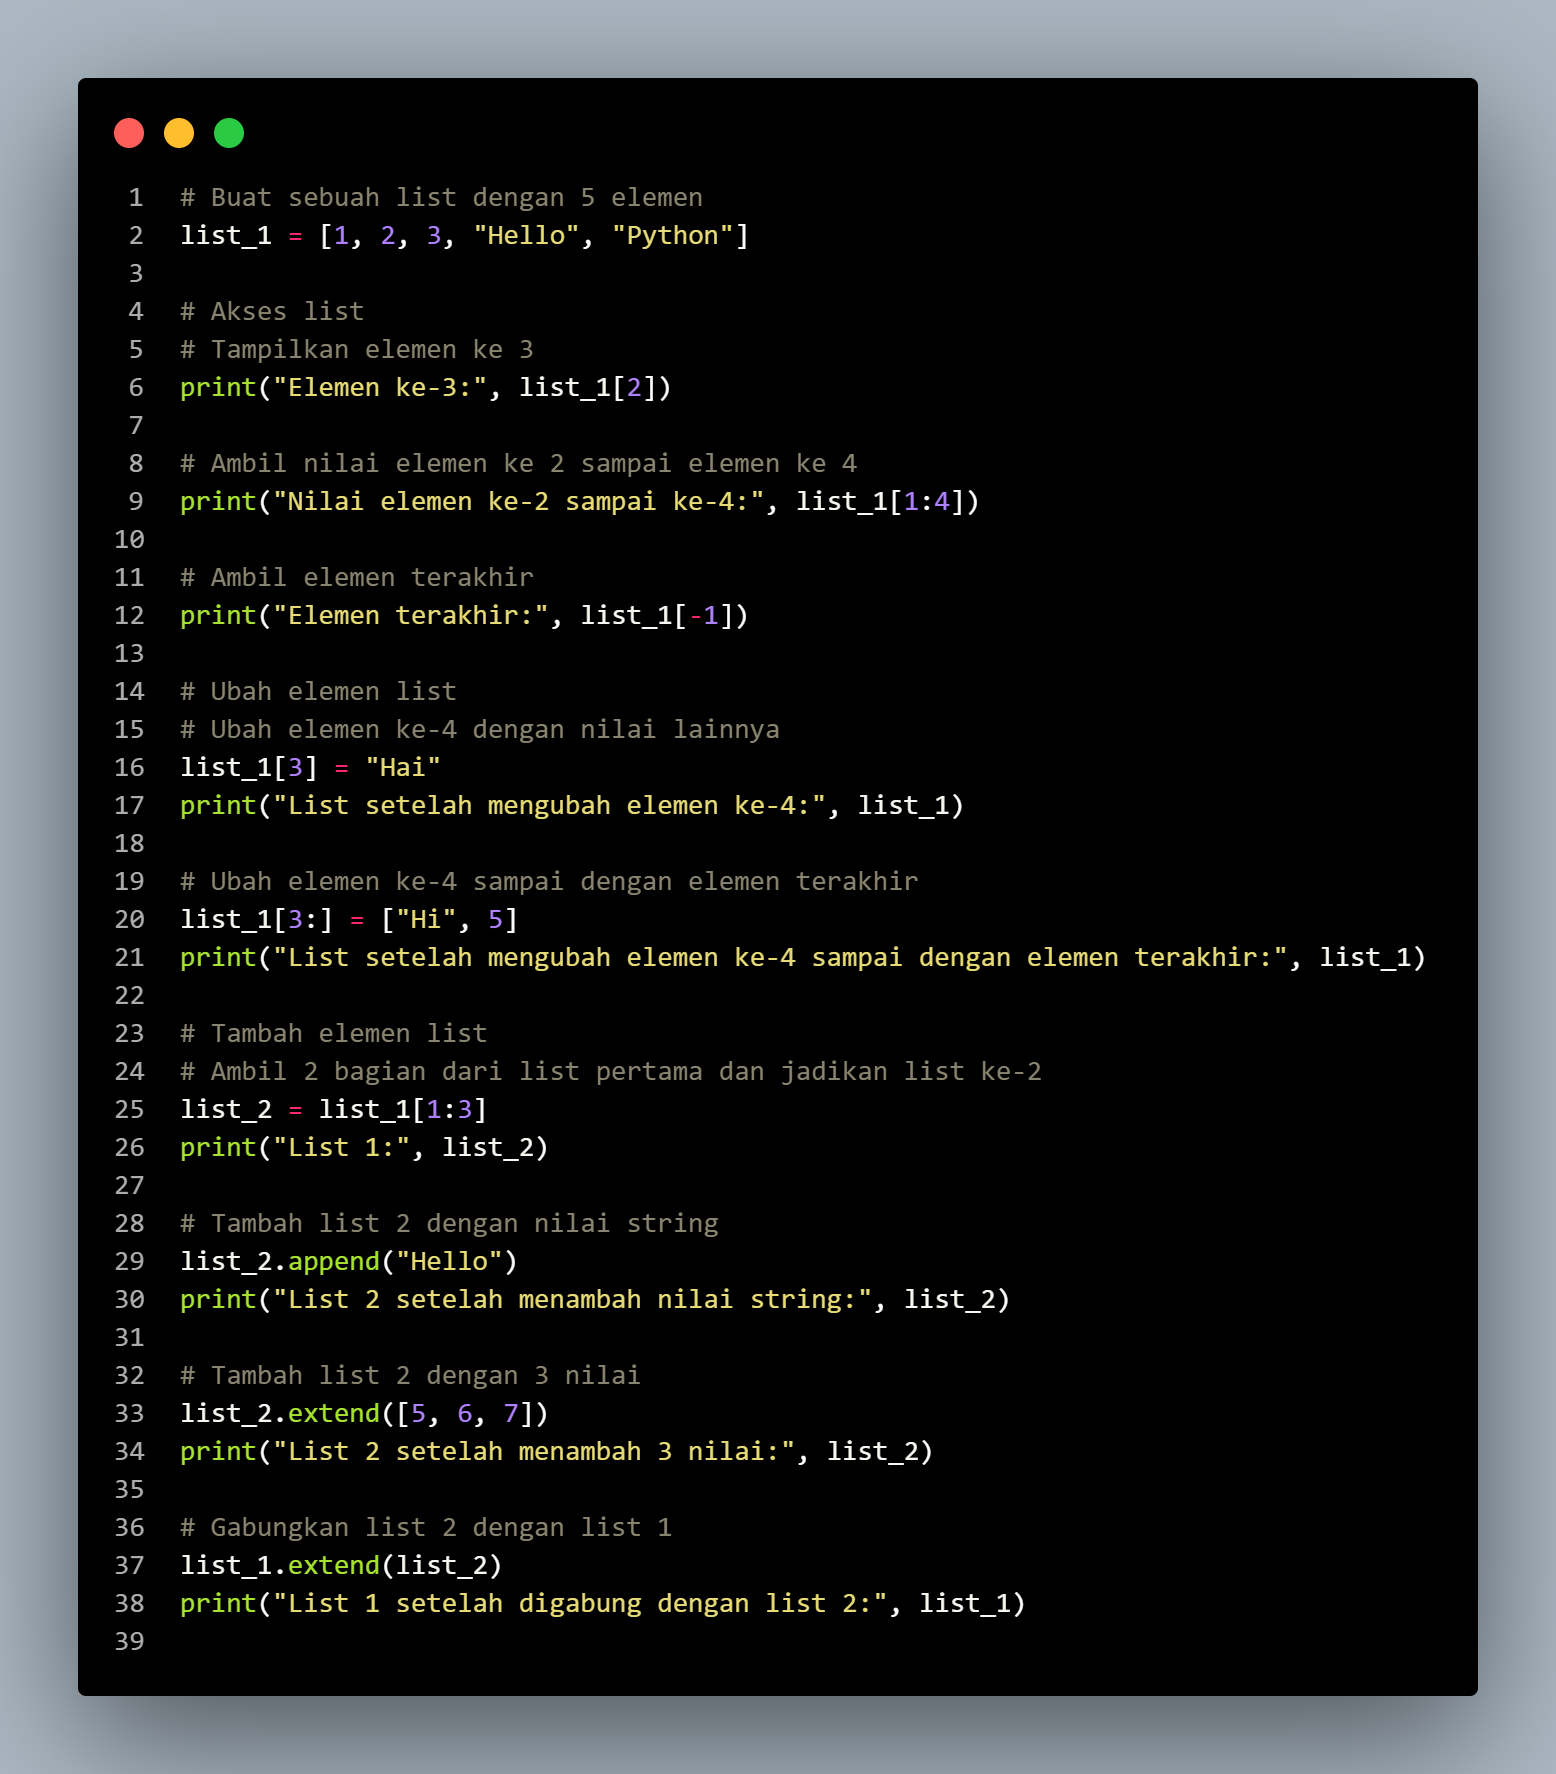 1 # Buat sebuah list dengan 5 elemen
2 list_1 = [1, 2, 3, "Hello", "Python"]
3
4 # Akses list
5 # Tampilkan elemen ke 3
6 print("Elemen ke-3:", list_1[2])
7
8 # Ambil nilai elemen ke 2 sampai elemen ke 4
9 print("Nilai elemen ke-2 sampai ke-4:", list_1[1:4])
10
11 # Ambil elemen terakhir
12 print("Elemen terakhir:", list_1[-1])
13
14 # Ubah elemen list
15 # Ubah elemen ke-4 dengan nilai lainnya
16 list_1[3] = "Hai"
17 print("List setelah mengubah elemen ke-4:", list_1)
18
19 # Ubah elemen ke-4 sampai dengan elemen terakhir
20 list_1[3:] = ["Hi", 5]
21 print("List setelah mengubah elemen ke-4 sampai dengan elemen terakhir:", list_1)
22
23 # Tambah elemen list
24 # Ambil 2 bagian dari list pertama dan jadikan list ke-2
25 list_2 = list_1[1:3]
26 print("List 1:", list_2)
27
28 # Tambah list 2 dengan nilai string
29 list_2.append("Hello")
30 print("List 2 setelah menambah nilai string:", list_2)
31
32 # Tambah list 2 dengan 3 nilai
33 list_2.extend([5, 6, 7])
34 print("List 2 setelah menambah 3 nilai:", list_2)
35
36 # Gabungkan list 2 dengan list 1
37 list_1.extend(list_2)
38 print("List 1 setelah digabung dengan list 2:", list_1)
39